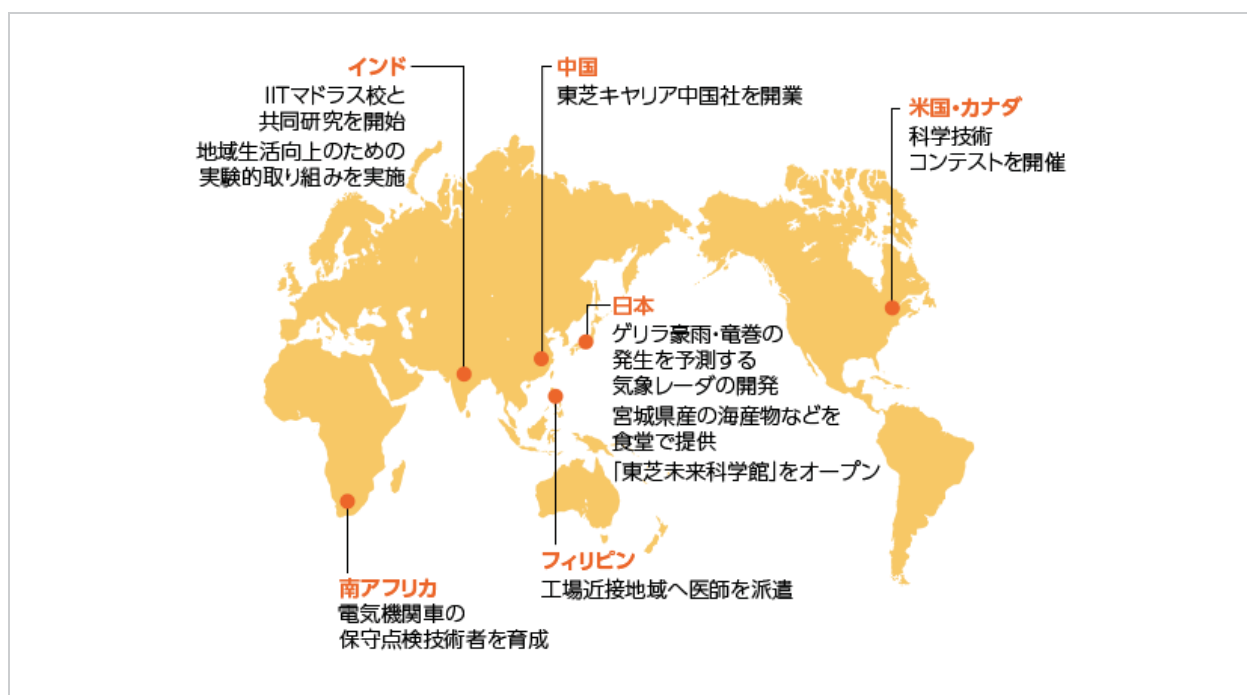 インド
IITマドラス校と
共同研究を開始
地域生活向上のための
実験的取り組みを実施
中国
東芝キヤリア中国社を開業
米国・カナダ
科学技術
コンテストを開催
日本
ゲリラ豪雨・竜巻の
発生を予測する
気象レーダの開発
宮城県産の海産物などを
食堂で提供
「東芝未来科学館」をオープン
フィリピン
工場近接地域へ医師を派遣
南アフリカ
電気機関車の
保守点検技術者を育成